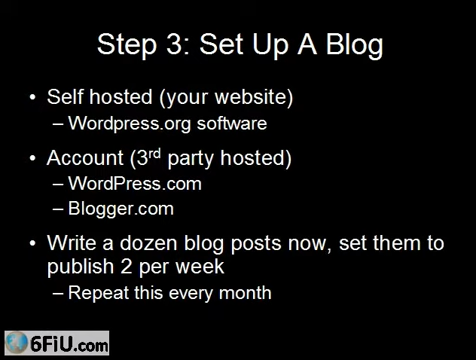 Step 3: Set Up A Blog
• Self hosted (your website)
– Wordpress.org software
• Account (3rd party hosted)
– WordPress.com
– Blogger.com
• Write a dozen blog posts now, set them to
publish 2 per week
– Repeat this every month
6FiU.com